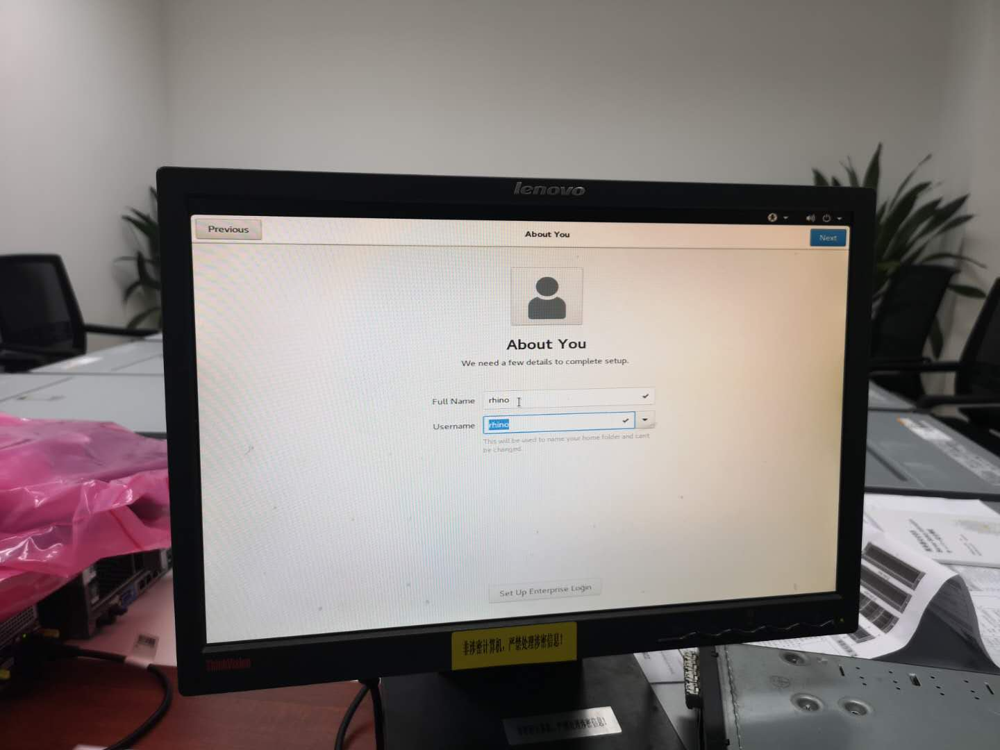 lenovo
Previous
About You
Next
About You
We need a few details to complete setup.
Full Name
rhino
Username
rhino
This will be used to name your home folder and can't
be changed.
Set Up Enterprise Login
ThinkVision
非涉密计算机，严禁处理涉密信息！